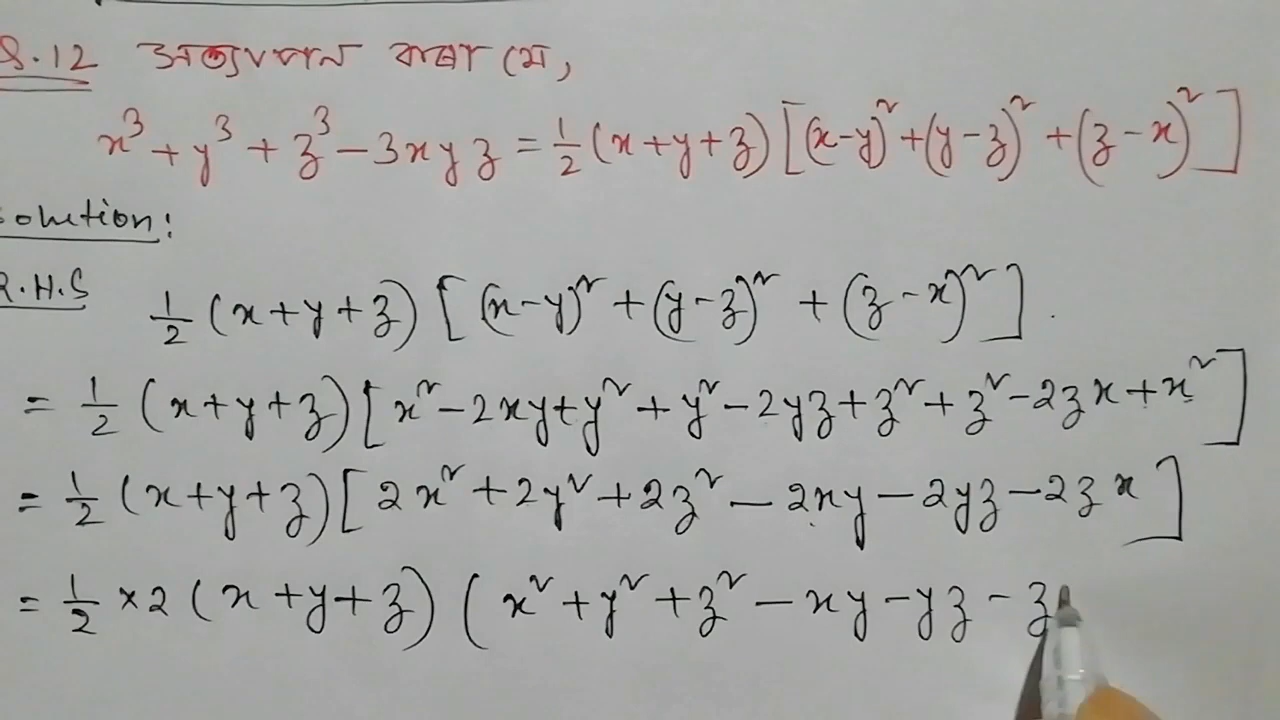 8.12 সত্যাপন করো যে,
x³ + y³ + z³ − 3xyz = ½ (x+y+z) [(x−y)² + (y−z)² + (z−x)²]
Solution:
R.H.S ½ (x+y+z) [(x−y)² + (y−z)² + (z−x)²].
= ½ (x+y+z) [x² − 2xy + y² + y² − 2yz + z² + z² − 2zx + x²]
= ½ (x+y+z) [2x² + 2y² + 2z² − 2xy − 2yz − 2zx]
= ½ × 2 (x+y+z) (x² + y² + z² − xy − yz − z